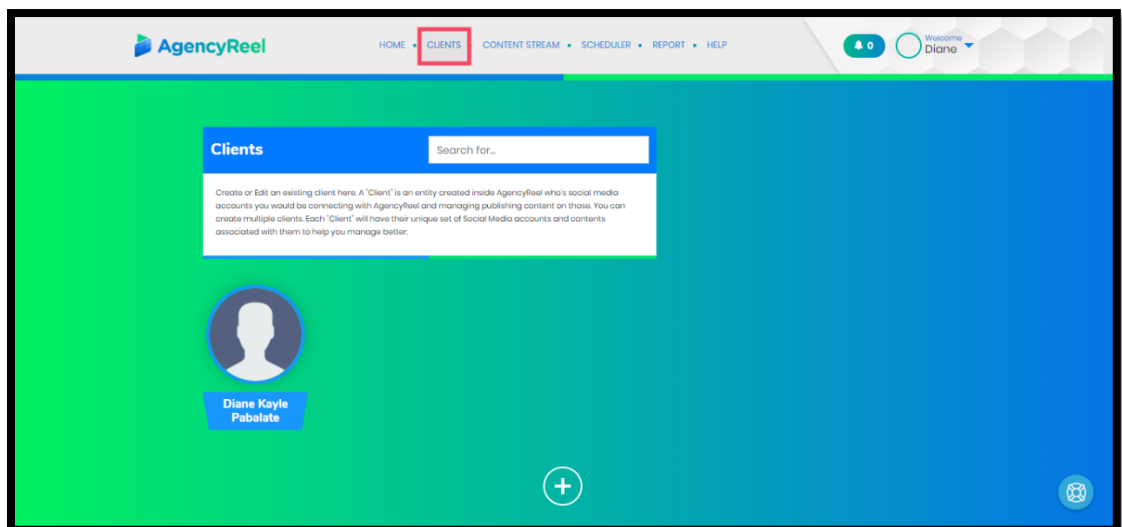 AgencyReel
HOME • CLIENTS • CONTENT STREAM • SCHEDULER • REPORT • HELP
0
Welcome
Diane
Clients
Search for...
Create or Edit an existing client here. A "Client" is an entity created inside AgencyReel who's social media
accounts you would be connecting with AgencyReel and managing publishing content on those. You can
create multiple clients. Each "Client" will have their unique set of Social Media accounts and contents
associated with them to help you manage better.
Diane Kayle
Pabalate